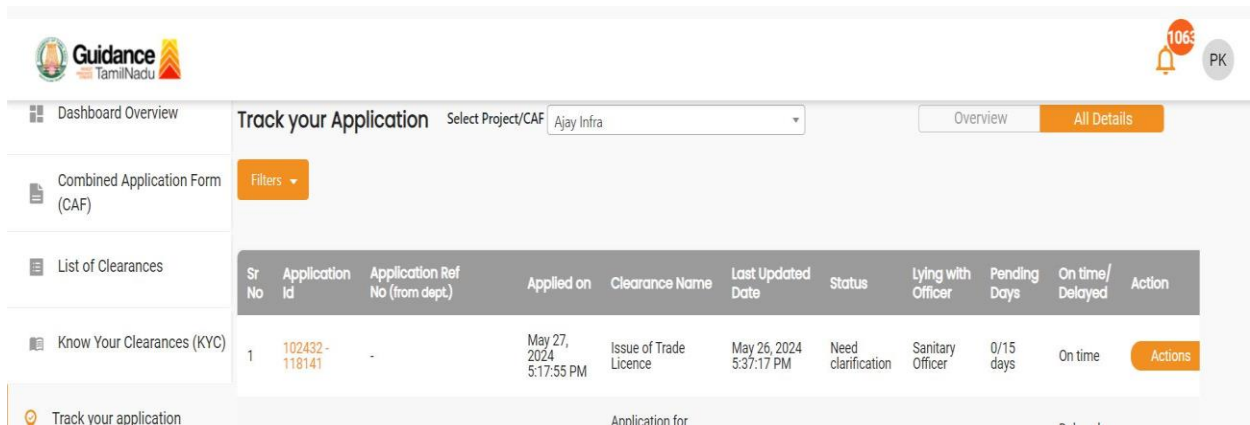 Guidance
TamilNadu
1063
PK
Dashboard Overview
Track your Application
Select Project/CAF
Ajay Infra
Overview
All Details
Combined Application Form
(CAF)
Filters
List of Clearances
Sr No
Application Id
Application Ref No (from dept.)
Applied on
Clearance Name
Last Updated Date
Status
Lying with Officer
Pending Days
On time/ Delayed
Action
Know Your Clearances (KYC)
1
102432 -
118141
-
May 27,
2024
5:17:55 PM
Issue of Trade
Licence
May 26, 2024
5:37:17 PM
Need
clarification
Sanitary
Officer
0/15
days
On time
Actions
Track your application
Application for